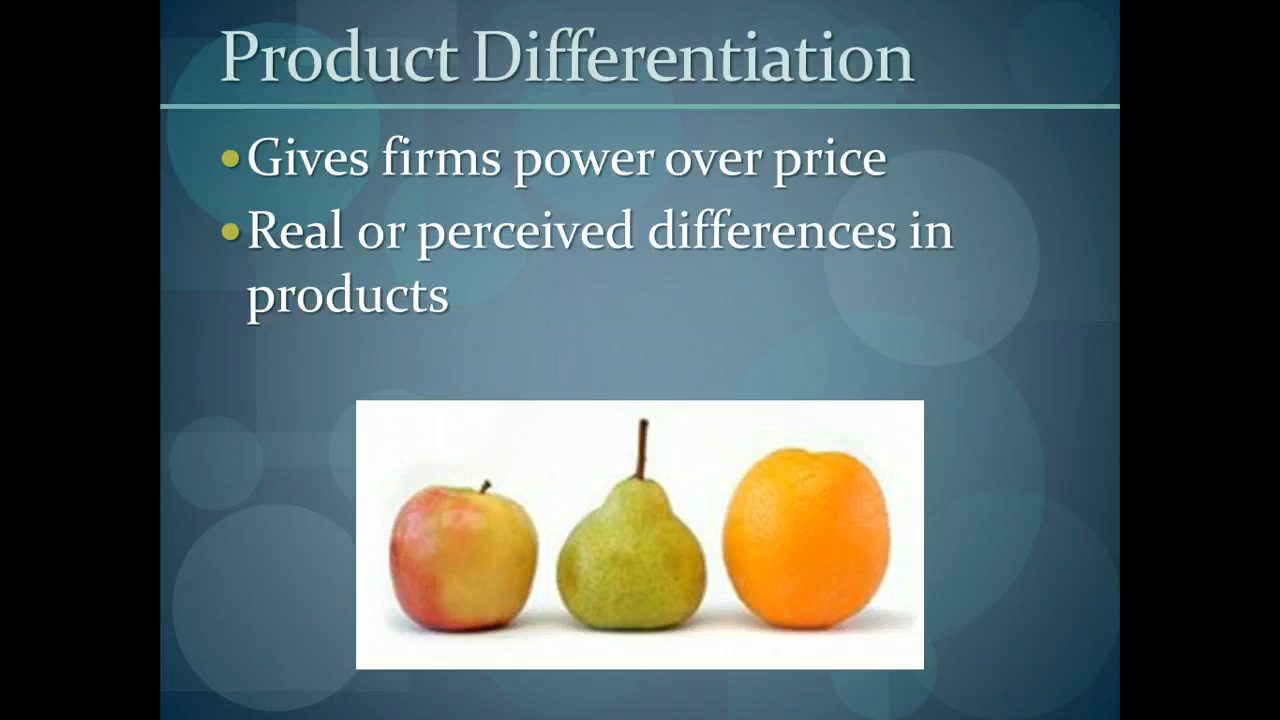 Product Differentiation
Gives firms power over price
Real or perceived differences in
products